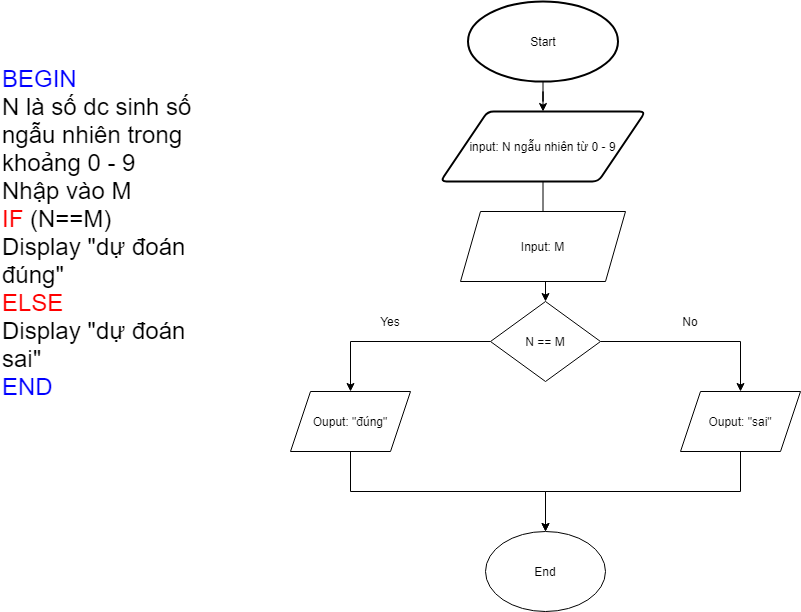 BEGIN
N là số dc sinh số
ngẫu nhiên trong
khoảng 0 - 9
Nhập vào M
IF (N==M)
Display "dự đoán
đúng"
ELSE
Display "dự đoán
sai"
END
Start
input: N ngẫu nhiên từ 0 - 9
Input: M
N == M
Yes
No
Ouput: "đúng"
Ouput: "sai"
End